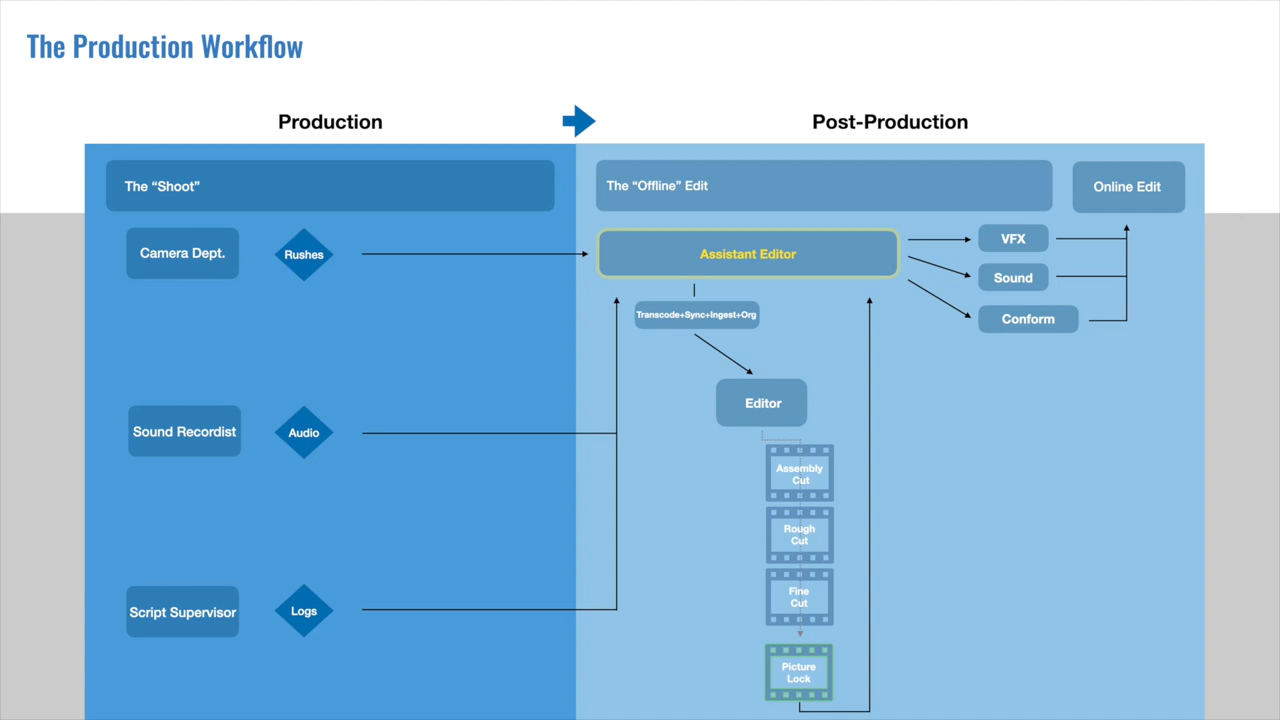 The Production Workflow
Production
Post-Production
The “Shoot”
The “Offline” Edit
Online Edit
Camera Dept.
Rushes
Assistant Editor
VFX
Sound
Conform
Transcode+Sync+Ingest+Org
Editor
Sound Recordist
Audio
Assembly
Cut
Rough
Cut
Fine
Cut
Script Supervisor
Logs
Picture
Lock